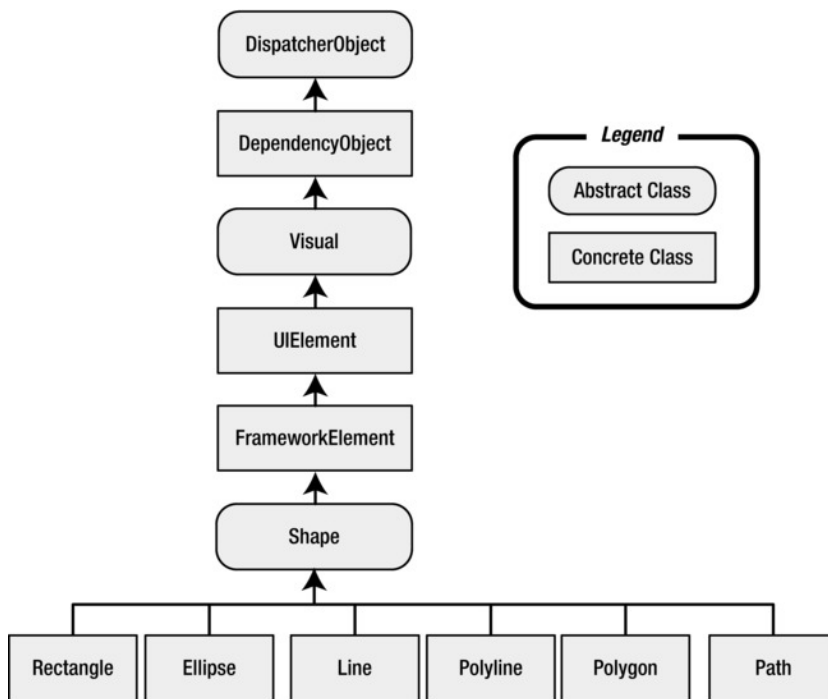 DispatcherObject
DependencyObject
Visual
UIElement
FrameworkElement
Shape
Rectangle
Ellipse
Line
Polyline
Polygon
Path
Legend
Abstract Class
Concrete Class